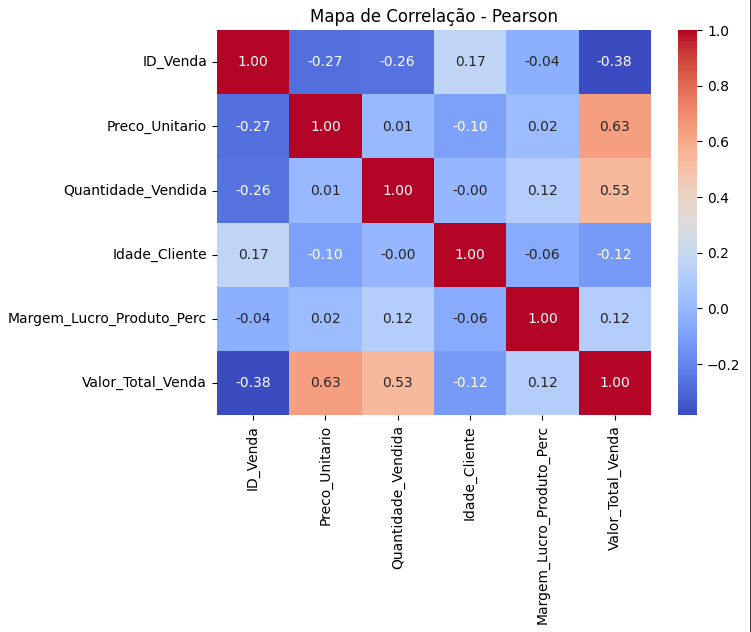 Mapa de Correlação - Pearson
ID_Venda 1.00 -0.27 -0.26 0.17 -0.04 -0.38
Preco_Unitario -0.27 1.00 0.01 -0.10 0.02 0.63
Quantidade_Vendida -0.26 0.01 1.00 -0.00 0.12 0.53
Idade_Cliente 0.17 -0.10 -0.00 1.00 -0.06 -0.12
Margem_Lucro_Produto_Perc -0.04 0.02 0.12 -0.06 1.00 0.12
Valor_Total_Venda -0.38 0.63 0.53 -0.12 0.12 1.00
ID_Venda
Preco_Unitario
Quantidade_Vendida
Idade_Cliente
Margem_Lucro_Produto_Perc
Valor_Total_Venda
1.0
0.8
0.6
0.4
0.2
0.0
−0.2